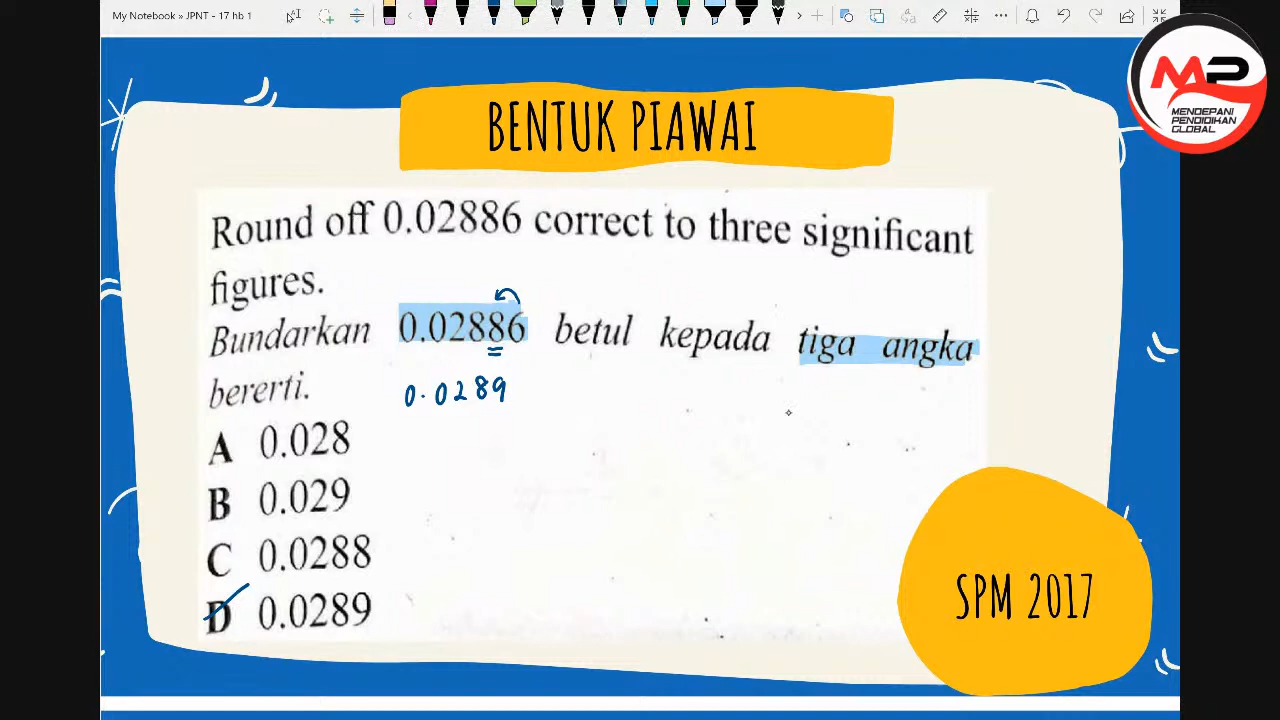 My Notebook » JPNT - 17 hb 1
MP
MENDEPANI
PENDIDIKAN
GLOBAL
BENTUK PIAWAI
Round off 0.02886 correct to three significant
figures.
Bundarkan 0.02886 betul kepada tiga angka
bererti.
0.0289
A 0.028
B 0.029
C 0.0288
D 0.0289
SPM 2017